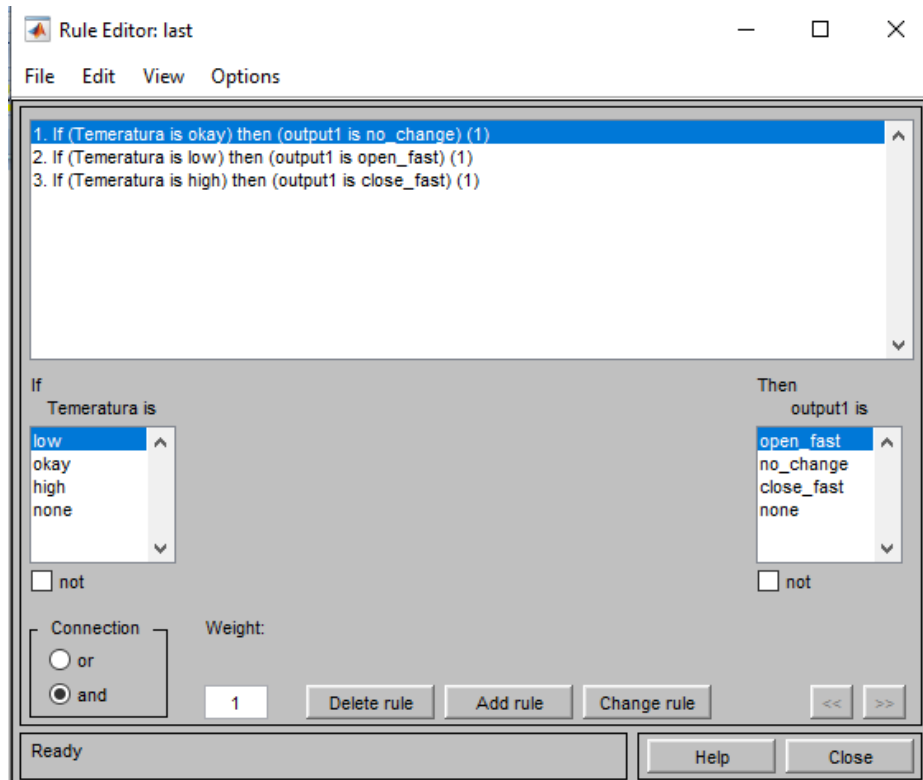 Rule Editor: last
File Edit View Options
1. If (Temeratura is okay) then (output1 is no_change) (1)
2. If (Temeratura is low) then (output1 is open_fast) (1)
3. If (Temeratura is high) then (output1 is close_fast) (1)
If
Temeratura is
low
okay
high
none
not
Then
output1 is
open_fast
no_change
close_fast
none
not
Connection
or
and
Weight:
1
Delete rule
Add rule
Change rule
<<
>>
Ready
Help
Close